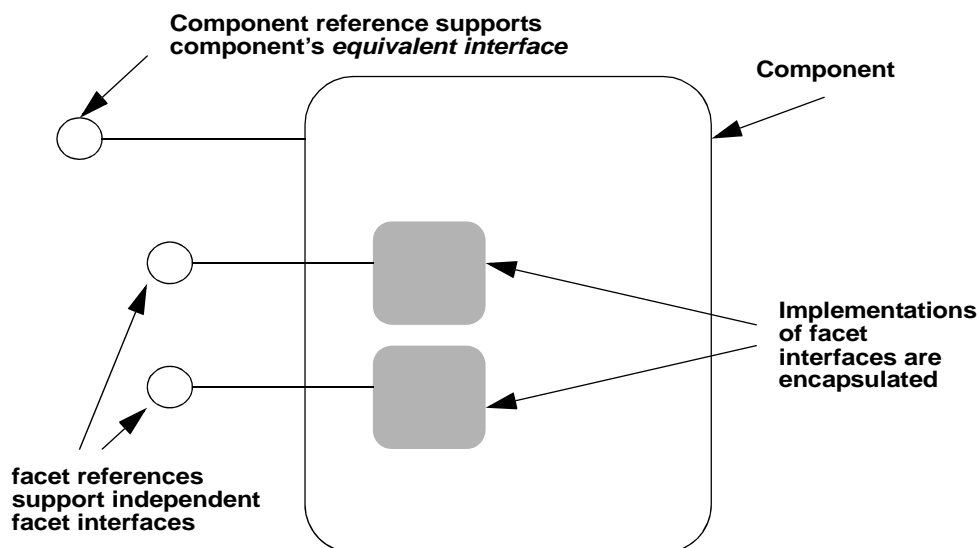 Component reference supports
component’s equivalent interface
Component
Implementations
of facet
interfaces are
encapsulated
facet references
support independent
facet interfaces